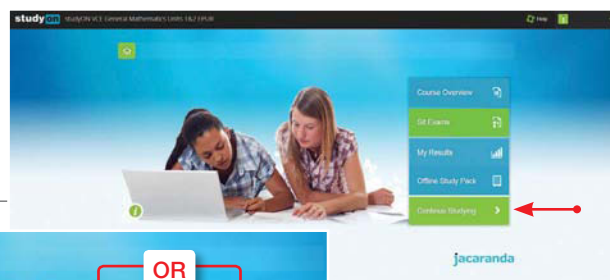 studyon studyON VCE General Mathematics Units 1&2 EPUB Help
Course Overview
Sit Exams
My Results
Offline Study Pack
Continue Studying
i
jacaranda
OR